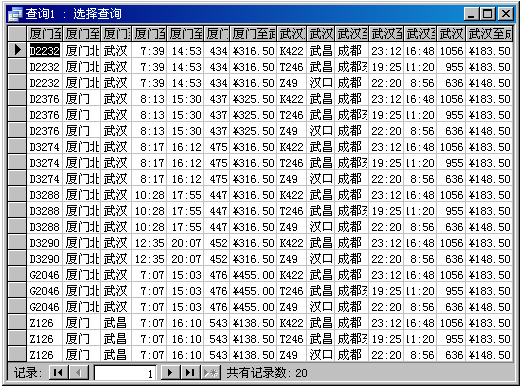 查询1 : 选择查询
厦门至 厦门至 厦门至 厦门至 厦门至 厦门 厦门至武 武汉至 武汉 武汉至 武汉至 武汉至 武汉至 武汉至成
D2232 厦门北 武汉 7:39 14:53 434 ¥316.50 K422 武昌 成都 23:12 16:48 1056 ¥183.50
D2232 厦门北 武汉 7:39 14:53 434 ¥316.50 T246 武昌 成都东 19:25 11:20 955 ¥183.50
D2232 厦门北 武汉 7:39 14:53 434 ¥316.50 Z49 汉口 成都 22:20 8:56 636 ¥148.50
D2376 厦门 武汉 8:13 15:30 437 ¥325.50 K422 武昌 成都 23:12 16:48 1056 ¥183.50
D2376 厦门 武汉 8:13 15:30 437 ¥325.50 T246 武昌 成都东 19:25 11:20 955 ¥183.50
D2376 厦门 武汉 8:13 15:30 437 ¥325.50 Z49 汉口 成都 22:20 8:56 636 ¥148.50
D3274 厦门北 武汉 8:17 16:12 475 ¥316.50 K422 武昌 成都 23:12 16:48 1056 ¥183.50
D3274 厦门北 武汉 8:17 16:12 475 ¥316.50 T246 武昌 成都东 19:25 11:20 955 ¥183.50
D3274 厦门北 武汉 8:17 16:12 475 ¥316.50 Z49 汉口 成都 22:20 8:56 636 ¥148.50
D3288 厦门北 武汉 10:28 17:55 447 ¥316.50 K422 武昌 成都 23:12 16:48 1056 ¥183.50
D3288 厦门北 武汉 10:28 17:55 447 ¥316.50 T246 武昌 成都东 19:25 11:20 955 ¥183.50
D3288 厦门北 武汉 10:28 17:55 447 ¥316.50 Z49 汉口 成都 22:20 8:56 636 ¥148.50
D3290 厦门北 武汉 12:35 20:07 452 ¥316.50 K422 武昌 成都 23:12 16:48 1056 ¥183.50
D3290 厦门北 武汉 12:35 20:07 452 ¥316.50 Z49 汉口 成都 22:20 8:56 636 ¥148.50
G2046 厦门北 武汉 7:07 15:03 476 ¥455.00 K422 武昌 成都 23:12 16:48 1056 ¥183.50
G2046 厦门北 武汉 7:07 15:03 476 ¥455.00 T246 武昌 成都东 19:25 11:20 955 ¥183.50
G2046 厦门北 武汉 7:07 15:03 476 ¥455.00 Z49 汉口 成都 22:20 8:56 636 ¥148.50
Z126 厦门 武昌 7:07 16:10 543 ¥138.50 K422 武昌 成都 23:12 16:48 1056 ¥183.50
Z126 厦门 武昌 7:07 16:10 543 ¥138.50 T246 武昌 成都东 19:25 11:20 955 ¥183.50
Z126 厦门 武昌 7:07 16:10 543 ¥138.50 Z49 汉口 成都 22:20 8:56 636 ¥148.50
记录: 1 共有记录数: 20